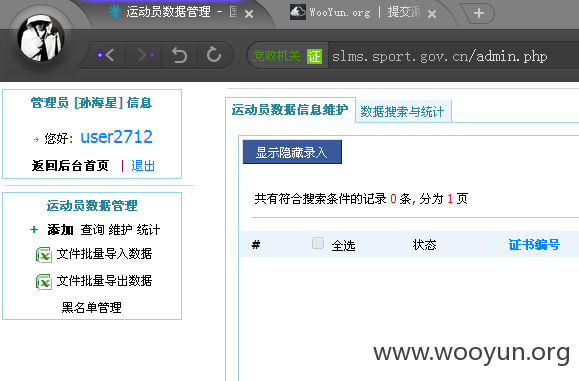 运动员数据管理 - 国
WooYun.org | 提交漏
党政机关 证 slms.sport.gov.cn/admin.php
管理员 [孙海星] 信息
您好: user2712
返回后台首页 | 退出
运动员数据管理
+ 添加 查询 维护 统计
文件批量导入数据
文件批量导出数据
黑名单管理
运动员数据信息维护 数据搜索与统计
显示隐藏录入
共有符合搜索条件的记录 0 条, 分为 1 页
# 全选 状态 证书编号
www.wooyun.org